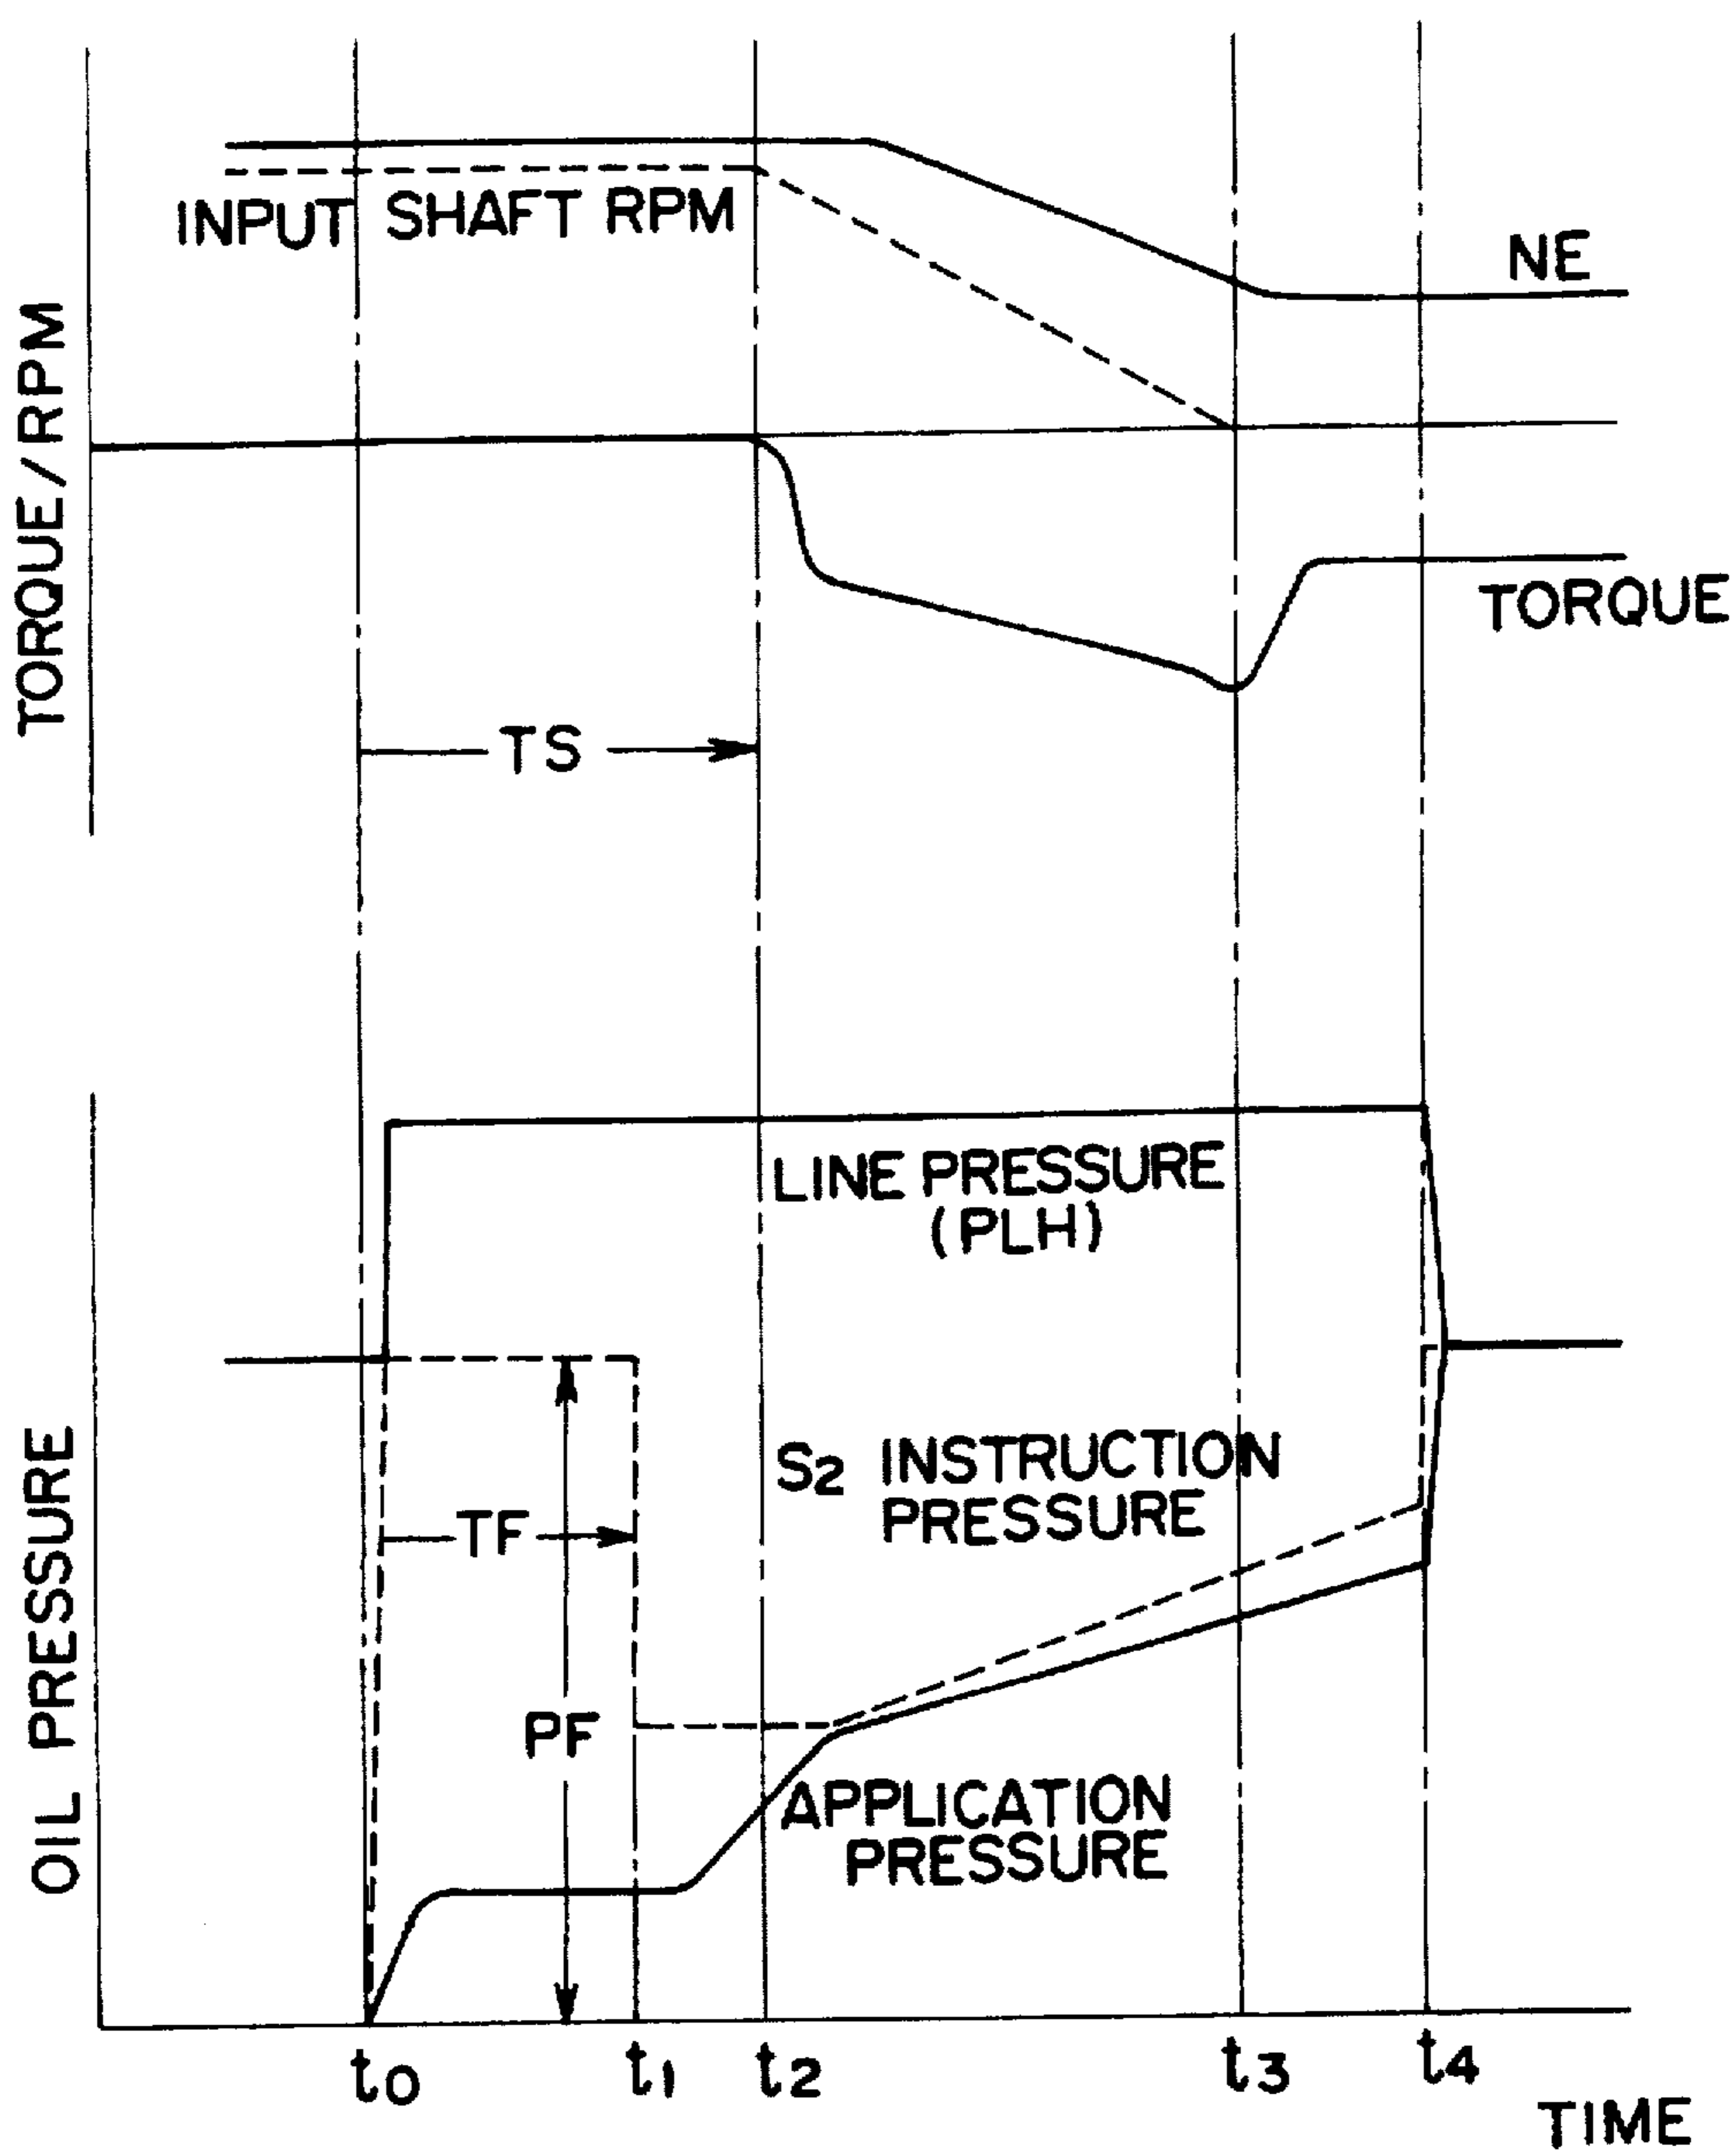 TORQUE/RPM
INPUT SHAFT RPM
NE
TORQUE
TS
OIL PRESSURE
LINE PRESSURE
(PLH)
S2 INSTRUCTION
PRESSURE
TF
PF
APPLICATION
PRESSURE
t0
t1
t2
t3
t4
TIME